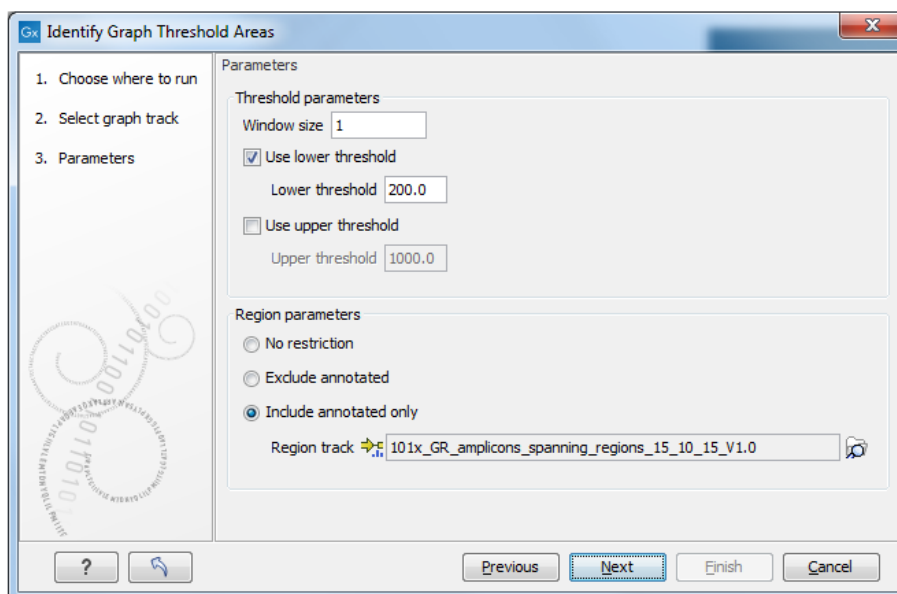 Gx Identify Graph Threshold Areas
1. Choose where to run
2. Select graph track
3. Parameters
Parameters
Threshold parameters
Window size 1
Use lower threshold
Lower threshold 200.0
Use upper threshold
Upper threshold 1000.0
Region parameters
No restriction
Exclude annotated
Include annotated only
Region track 101x_GR_amplicons_spanning_regions_15_10_15_V1.0
? Previous Next Finish Cancel